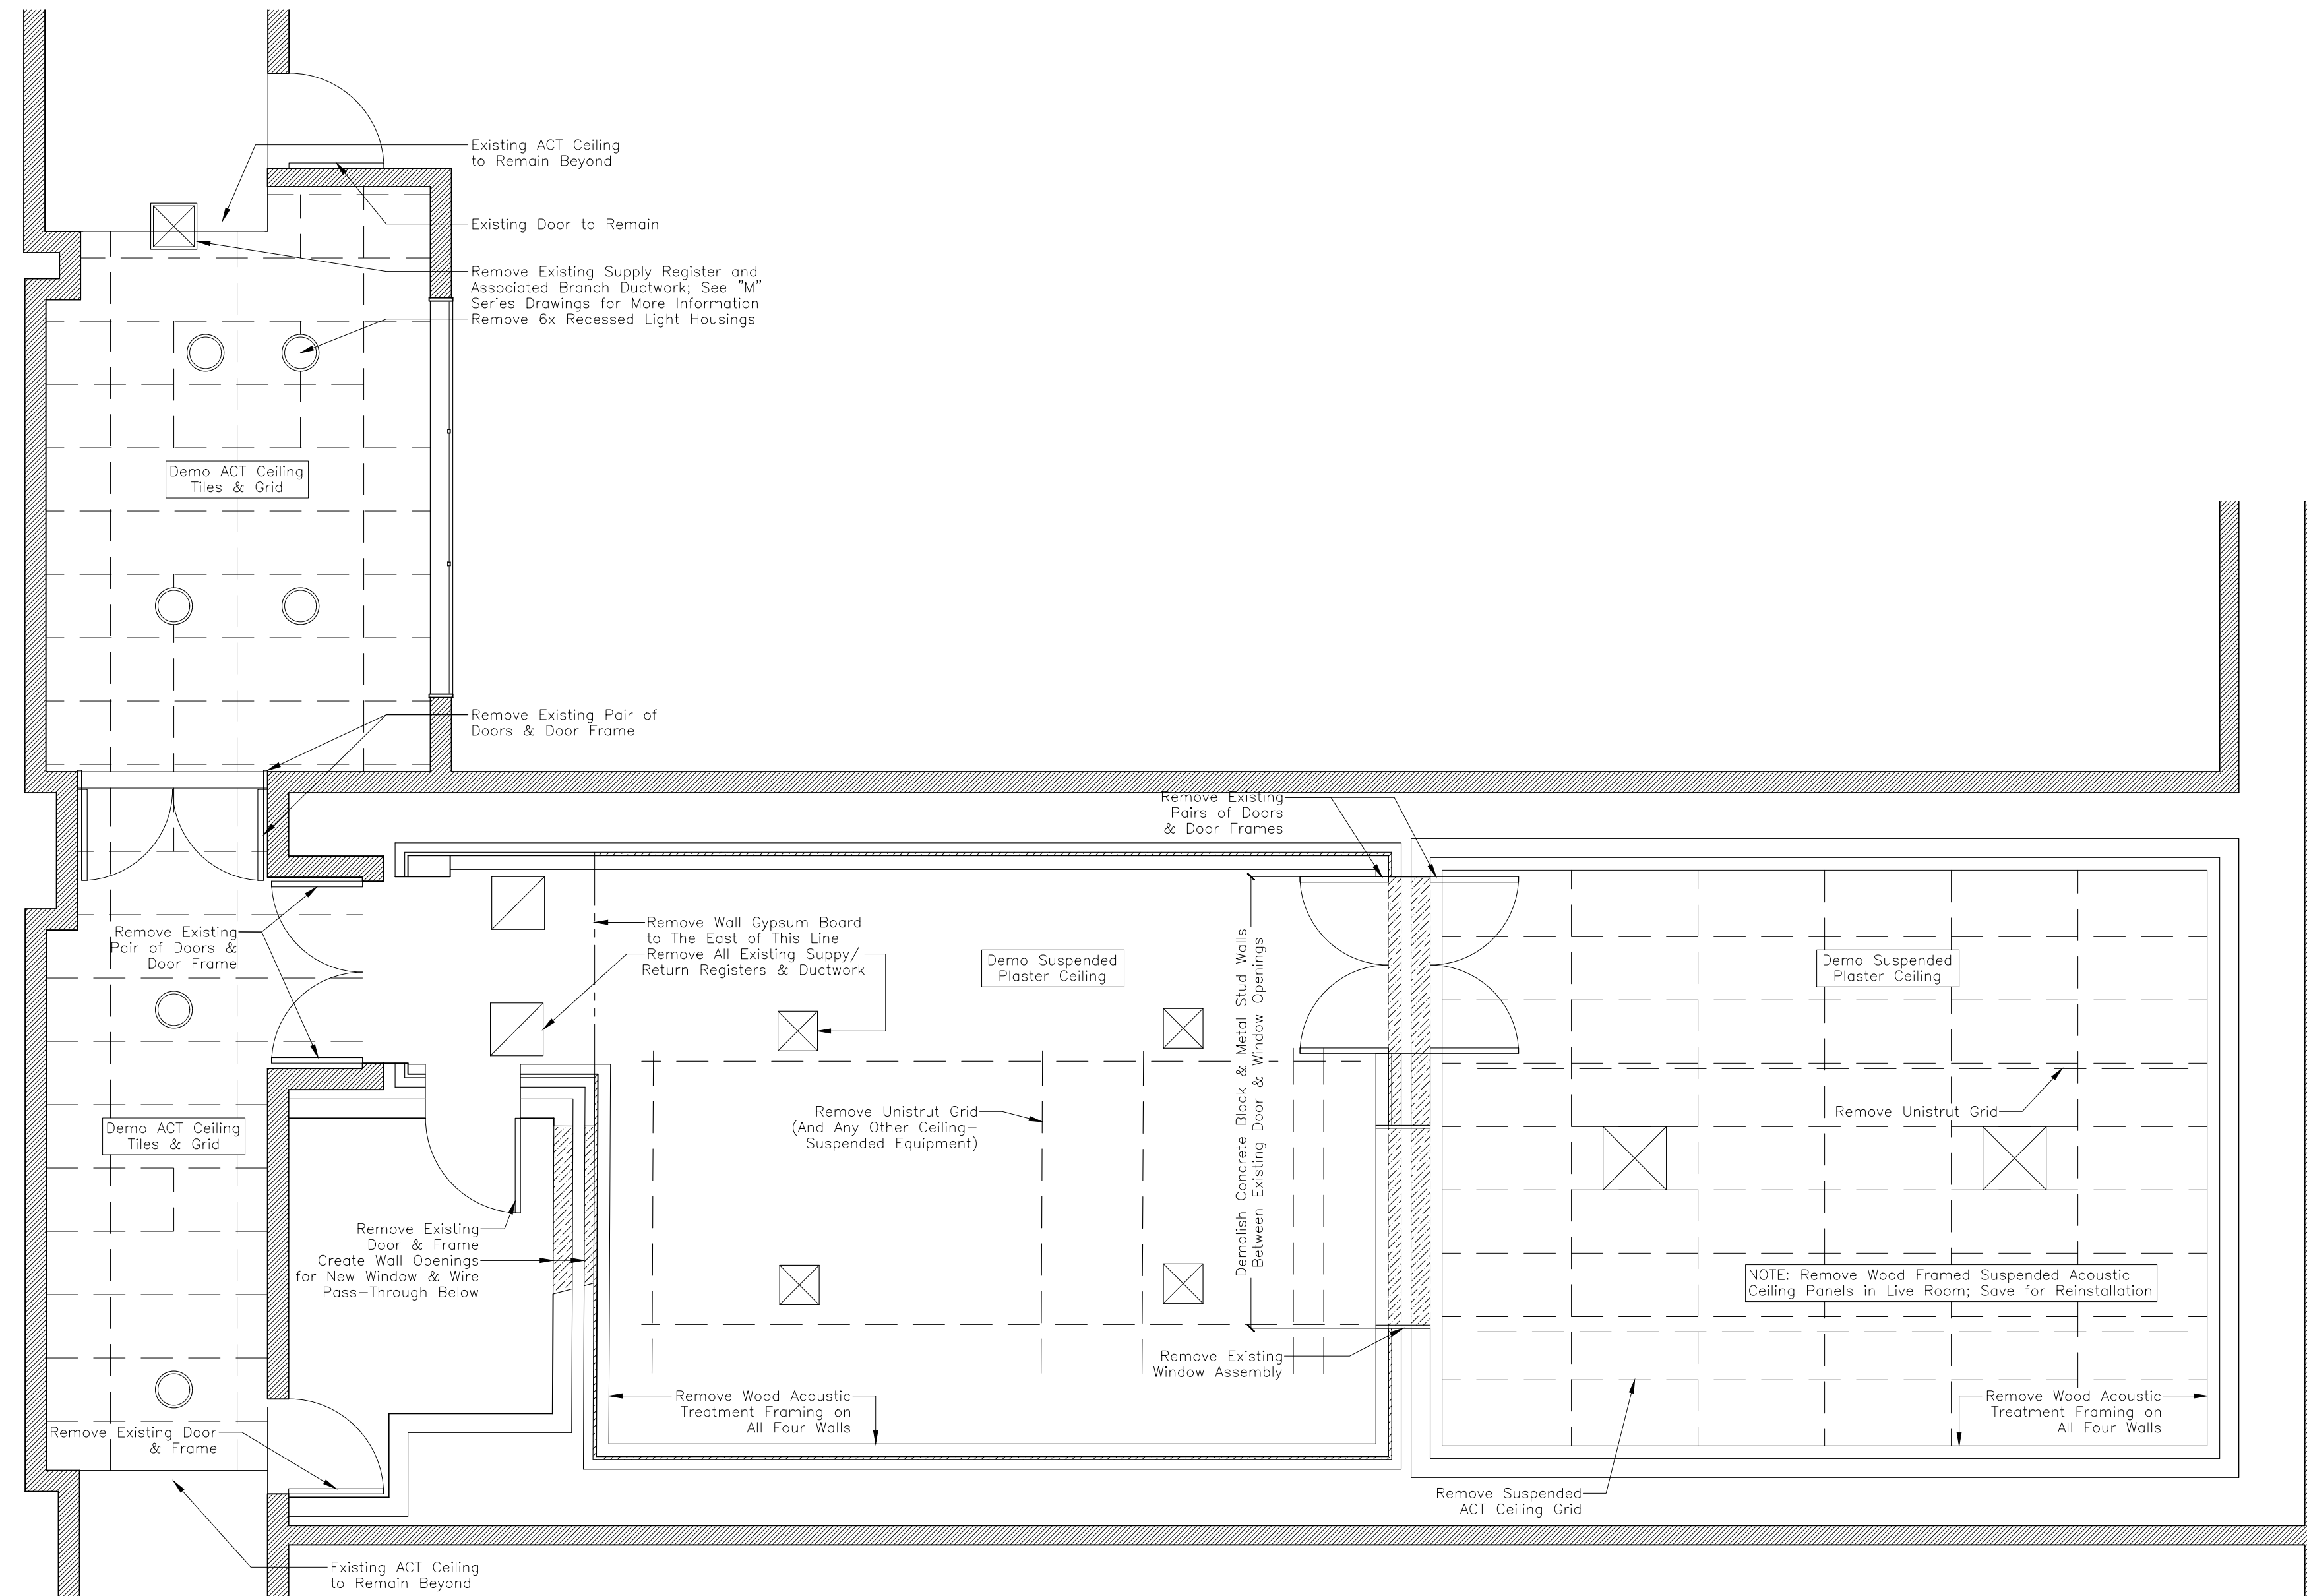 Existing ACT Ceiling
to Remain Beyond
Existing Door to Remain
Remove Existing Supply Register and
Associated Branch Ductwork; See "M"
Series Drawings for More Information
Remove 6x Recessed Light Housings
Demo ACT Ceiling
Tiles & Grid
Remove Existing Pair of
Doors & Door Frame
Remove Existing
Pairs of Doors
& Door Frames
Remove Existing
Pair of Doors &
Door Frame
Remove Wall Gypsum Board
to The East of This Line
Remove All Existing Suppy/
Return Registers & Ductwork
Demo Suspended
Plaster Ceiling
Demolish Concrete Block & Metal Stud Walls
Between Existing Door & Window Openings
Demo Suspended
Plaster Ceiling
Demo ACT Ceiling
Tiles & Grid
Remove Unistrut Grid
(And Any Other Ceiling-
Suspended Equipment)
Remove Unistrut Grid
Remove Existing
Door & Frame
Create Wall Openings
for New Window & Wire
Pass-Through Below
NOTE: Remove Wood Framed Suspended Acoustic
Ceiling Panels in Live Room; Save for Reinstallation
Remove Existing
Window Assembly
Remove Wood Acoustic
Treatment Framing on
All Four Walls
Remove Wood Acoustic
Treatment Framing on
All Four Walls
Remove Existing Door
& Frame
Remove Suspended
ACT Ceiling Grid
Existing ACT Ceiling
to Remain Beyond